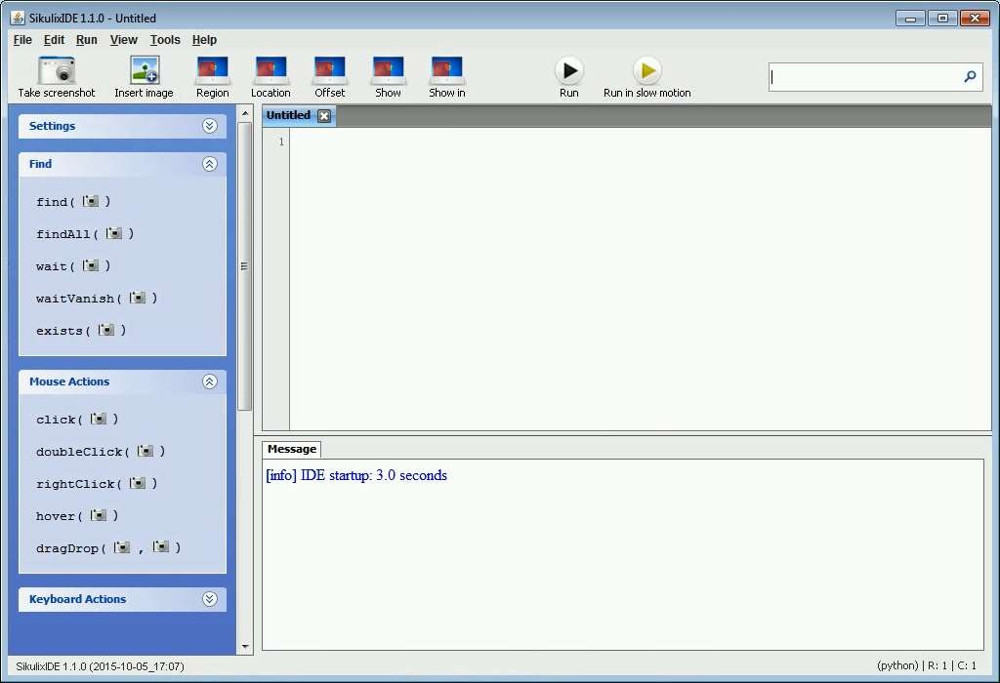 SikulixIDE 1.1.0 - Untitled
File Edit Run View Tools Help
Take screenshot Insert image Region Location Offset Show Show in Run Run in slow motion
Settings
Find
find( )
findAll( )
wait( )
waitVanish( )
exists( )
Mouse Actions
click( )
doubleClick( )
rightClick( )
hover( )
dragDrop( , )
Keyboard Actions
Untitled
1
Message
[info] IDE startup: 3.0 seconds
SikulixIDE 1.1.0 (2015-10-05_17:07)
(python) | R: 1 | C: 1